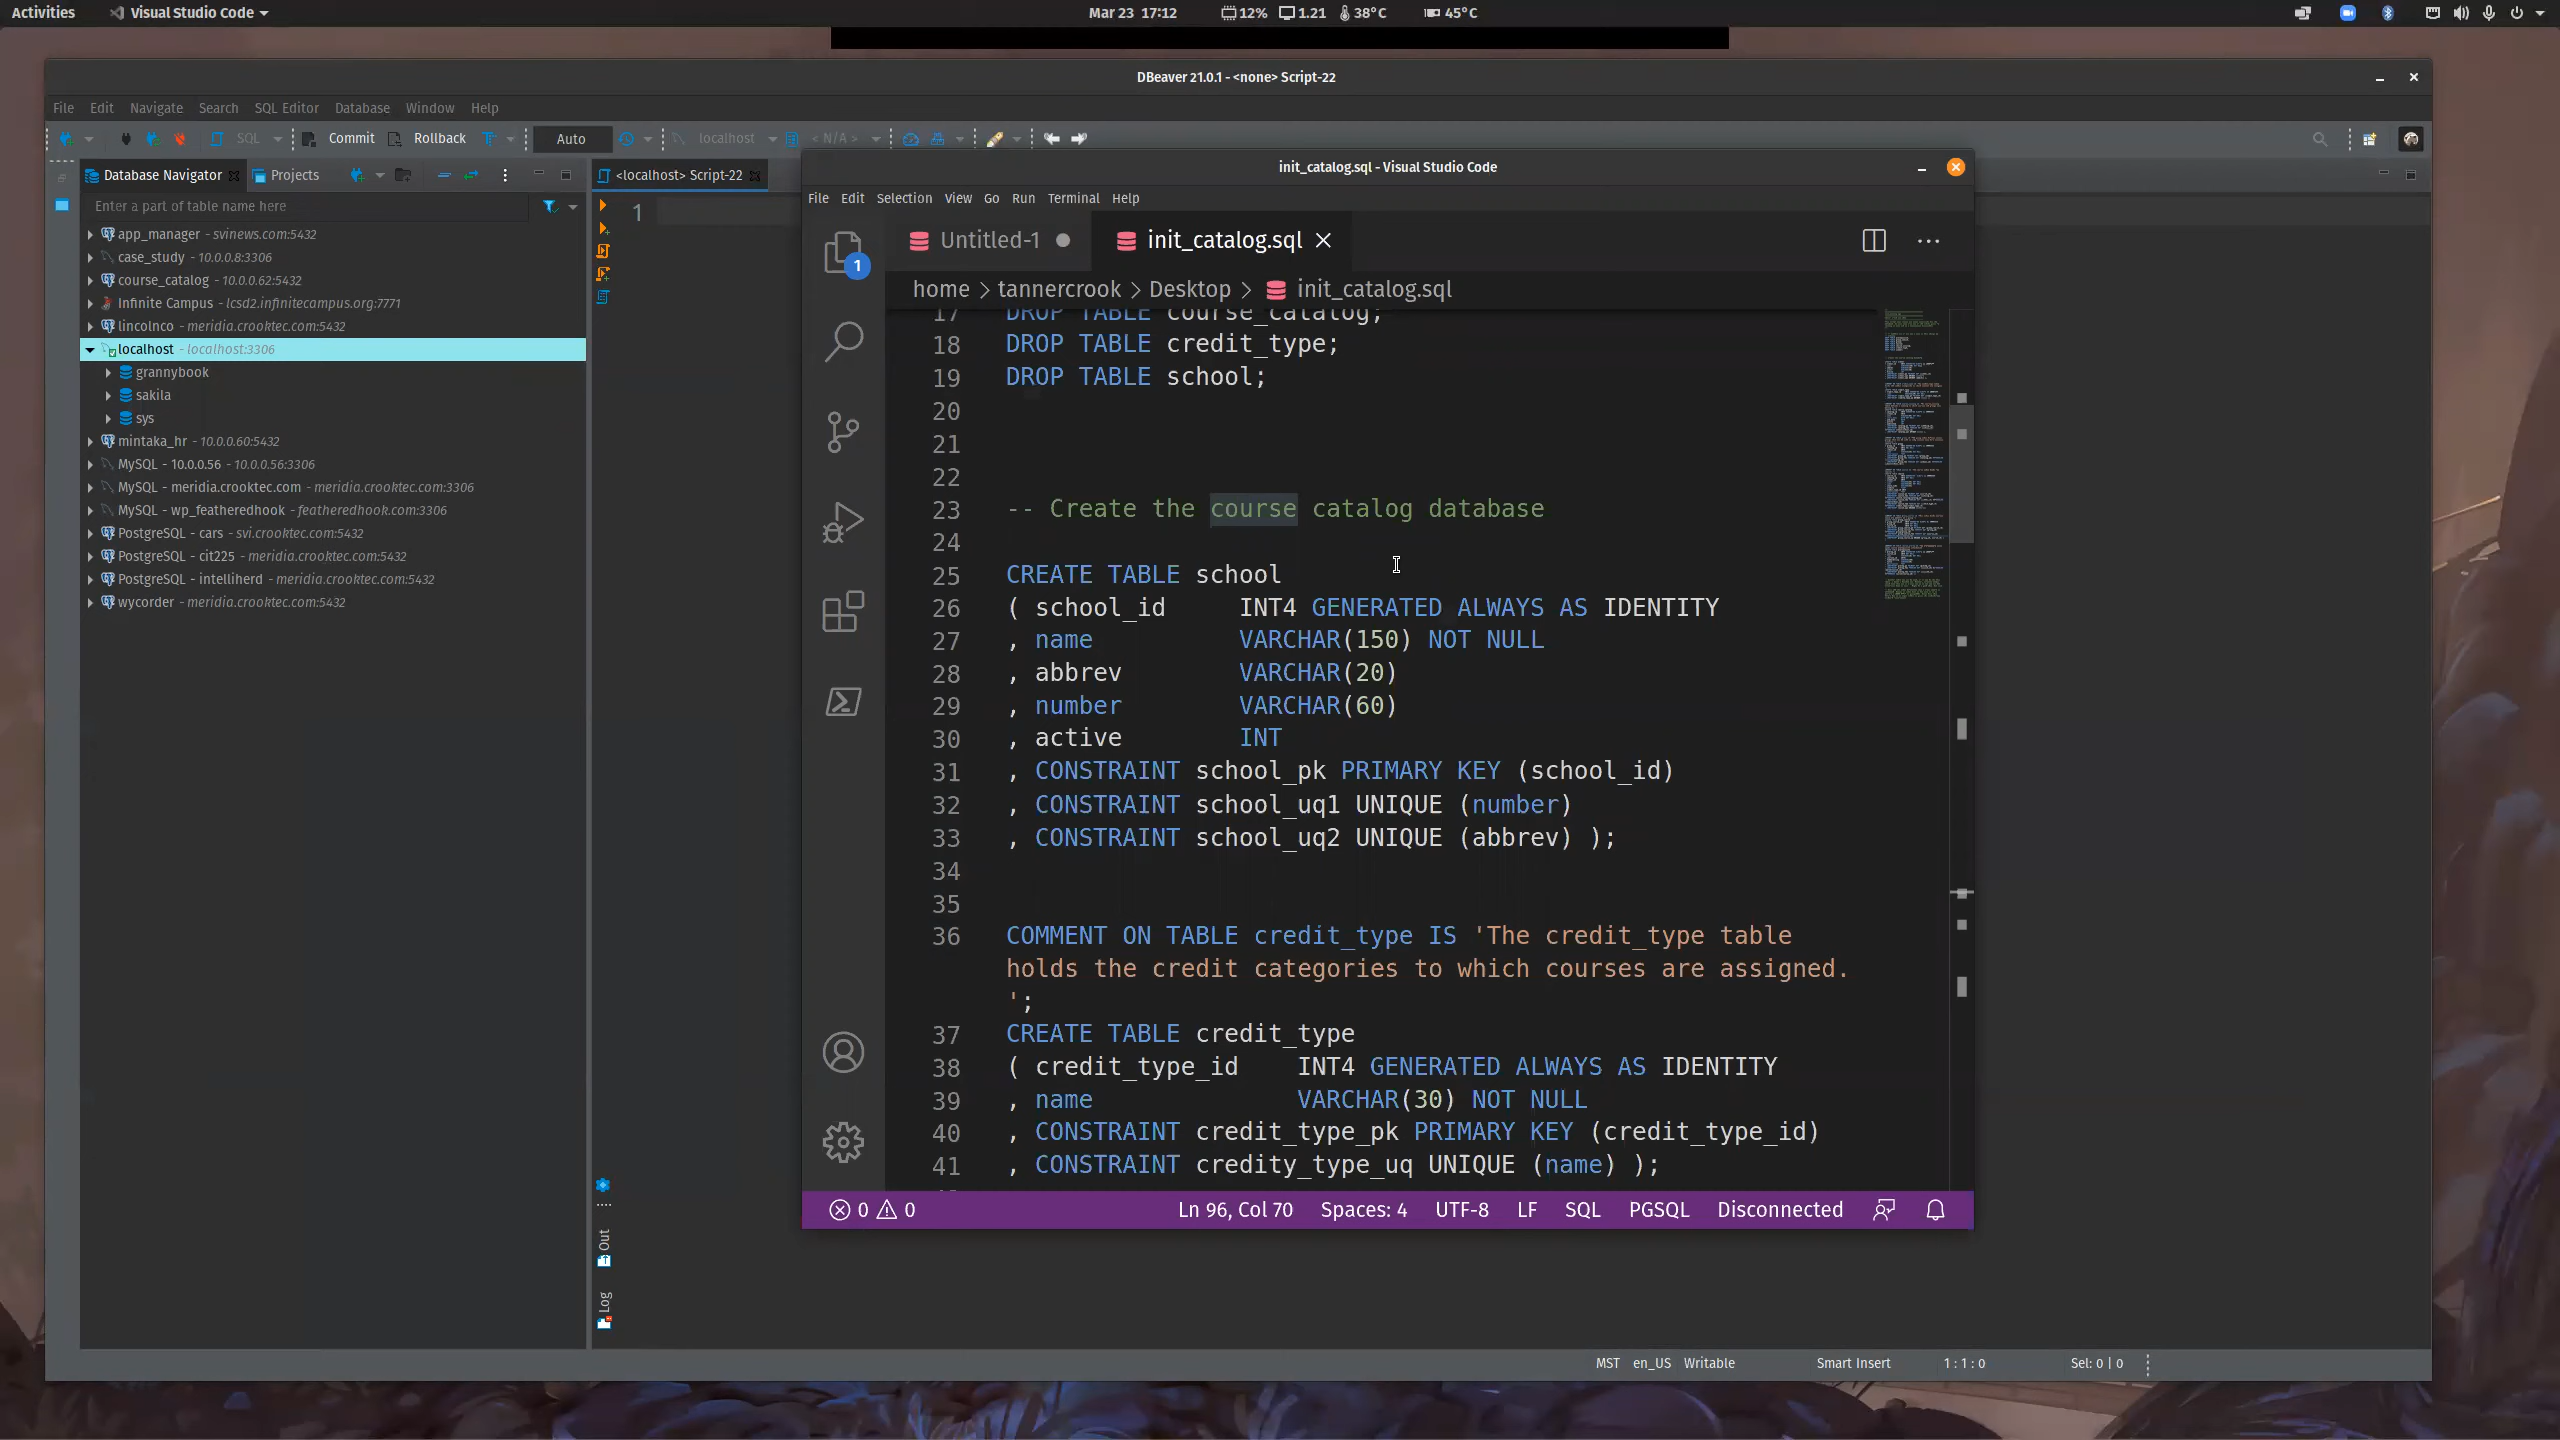 Activities
Visual Studio Code
Mar 23 17:12
12%
1.21
38°C
45°C
DBeaver 21.0.1 - <none> Script-22
File Edit Navigate Search SQL Editor Database Window Help
SQL
Commit
Rollback
Auto
localhost
< N/A >
Database Navigator
Projects
<localhost> Script-22
Enter a part of table name here
app_manager - svinews.com:5432
case_study - 10.0.0.8:3306
course_catalog - 10.0.0.62:5432
Infinite Campus - lcsd2.infinitecampus.org:7771
lincolnco - meridia.crooktec.com:5432
localhost - localhost:3306
grannybook
sakila
sys
mintaka_hr - 10.0.0.60:5432
MySQL - 10.0.0.56 - 10.0.0.56:3306
MySQL - meridia.crooktec.com - meridia.crooktec.com:3306
MySQL - wp_featheredhook - featheredhook.com:3306
PostgreSQL - cars - svi.crooktec.com:5432
PostgreSQL - cit225 - meridia.crooktec.com:5432
PostgreSQL - intelliherd - meridia.crooktec.com:5432
wycorder - meridia.crooktec.com:5432
1
Out
Log
init_catalog.sql - Visual Studio Code
File Edit Selection View Go Run Terminal Help
1
Untitled-1
init_catalog.sql
home > tannercrook > Desktop > init_catalog.sql
17 DROP TABLE course_catalog;
18 DROP TABLE credit_type;
19 DROP TABLE school;
20
21
22
23 -- Create the course catalog database
24
25 CREATE TABLE school
26 ( school_id INT4 GENERATED ALWAYS AS IDENTITY
27 , name VARCHAR(150) NOT NULL
28 , abbrev VARCHAR(20)
29 , number VARCHAR(60)
30 , active INT
31 , CONSTRAINT school_pk PRIMARY KEY (school_id)
32 , CONSTRAINT school_uq1 UNIQUE (number)
33 , CONSTRAINT school_uq2 UNIQUE (abbrev) );
34
35
36 COMMENT ON TABLE credit_type IS 'The credit_type table
holds the credit categories to which courses are assigned.
';
37 CREATE TABLE credit_type
38 ( credit_type_id INT4 GENERATED ALWAYS AS IDENTITY
39 , name VARCHAR(30) NOT NULL
40 , CONSTRAINT credit_type_pk PRIMARY KEY (credit_type_id)
41 , CONSTRAINT credity_type_uq UNIQUE (name) );
0
0
Ln 96, Col 70
Spaces: 4
UTF-8
LF
SQL
PGSQL
Disconnected
MST
en_US
Writable
Smart Insert
1 : 1 : 0
Sel: 0 | 0